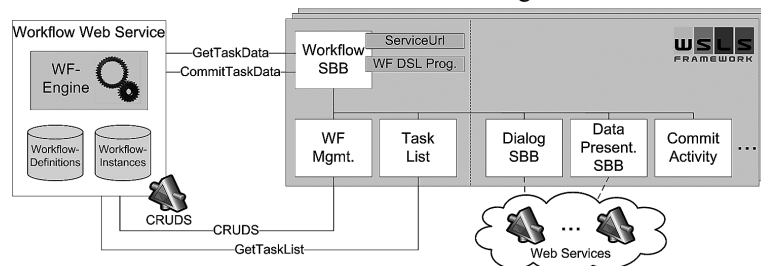 Workflow Web Service
WF-
Engine
Workflow-
Definitions
Workflow-
Instances
CRUDS
GetTaskData
CommitTaskData
Workflow
SBB
ServiceUrl
WF DSL Prog.
WSLS
FRAMEWORK
WF
Mgmt.
Task
List
Dialog
SBB
Data
Present.
SBB
Commit
Activity
...
CRUDS
GetTaskList
...
Web Services